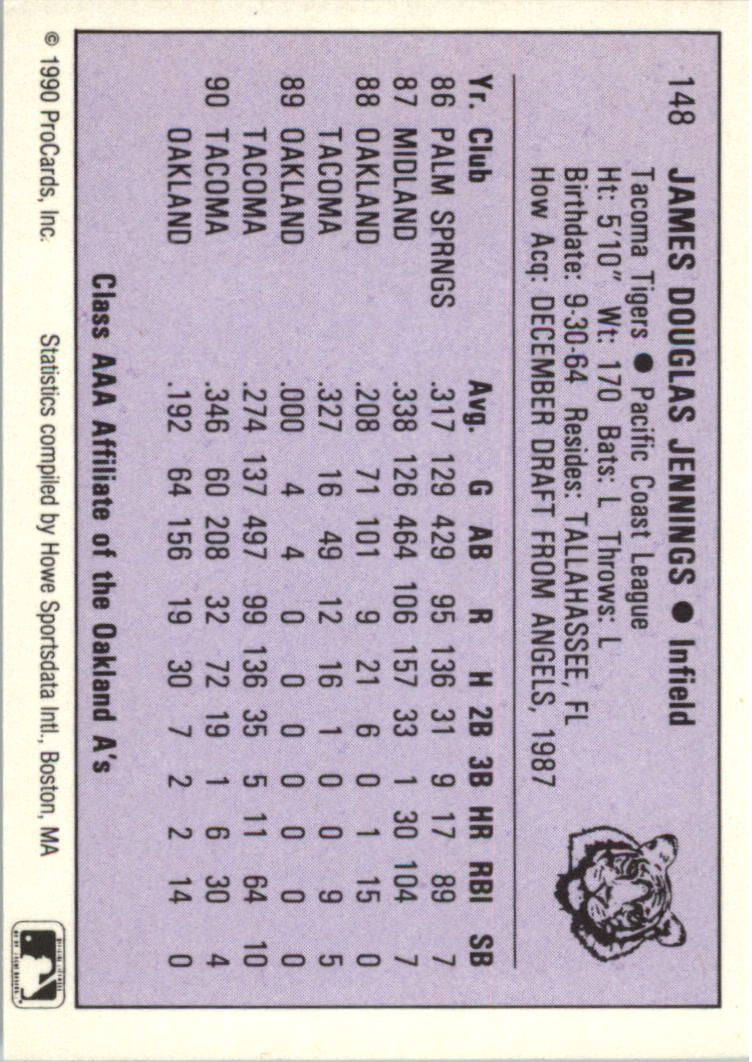 148 JAMES DOUGLAS JENNINGS ● Infield
Tacoma Tigers ● Pacific Coast League
Ht: 5'10" Wt: 170 Bats: L Throws: L
Birthdate: 9-30-64 Resides: TALLAHASSEE, FL
How Acq: DECEMBER DRAFT FROM ANGELS, 1987
Yr. Club Avg. G AB R H 2B 3B HR RBI SB
86 PALM SPRNGS .317 129 429 95 136 31 9 17 89 7
87 MIDLAND .338 126 464 106 157 33 1 30 104 7
88 OAKLAND .208 71 101 9 21 6 0 1 15 0
TACOMA .327 16 49 12 16 1 0 0 9 5
89 OAKLAND .000 4 4 0 0 0 0 0 0 0
TACOMA .274 137 497 99 136 35 5 11 64 10
90 TACOMA .346 60 208 32 72 19 1 6 30 4
OAKLAND .192 64 156 19 30 7 2 2 14 0
Class AAA Affiliate of the Oakland A's
© 1990 ProCards, Inc. Statistics compiled by Howe Sportsdata Intl., Boston, MA